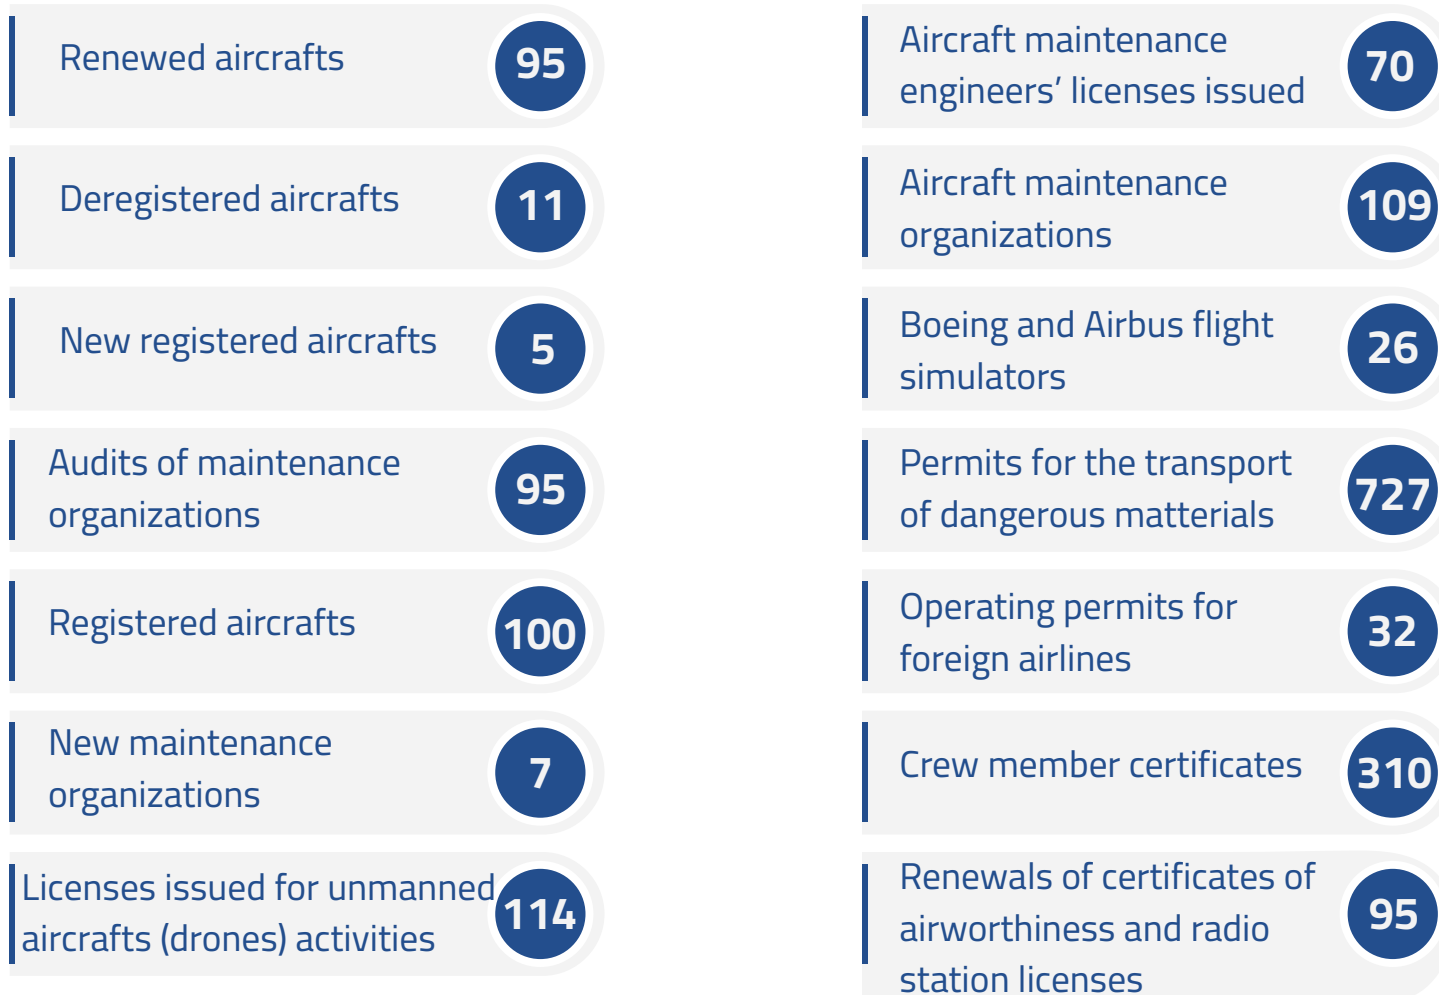 Renewed aircrafts
95
Deregistered aircrafts
11
New registered aircrafts
5
Audits of maintenance
organizations
95
Registered aircrafts
100
New maintenance
organizations
7
Licenses issued for unmanned
aircrafts (drones) activities
114
Aircraft maintenance
engineers’ licenses issued
70
Aircraft maintenance
organizations
109
Boeing and Airbus flight
simulators
26
Permits for the transport
of dangerous matterials
727
Operating permits for
foreign airlines
32
Crew member certificates
310
Renewals of certificates of
airworthiness and radio
station licenses
95